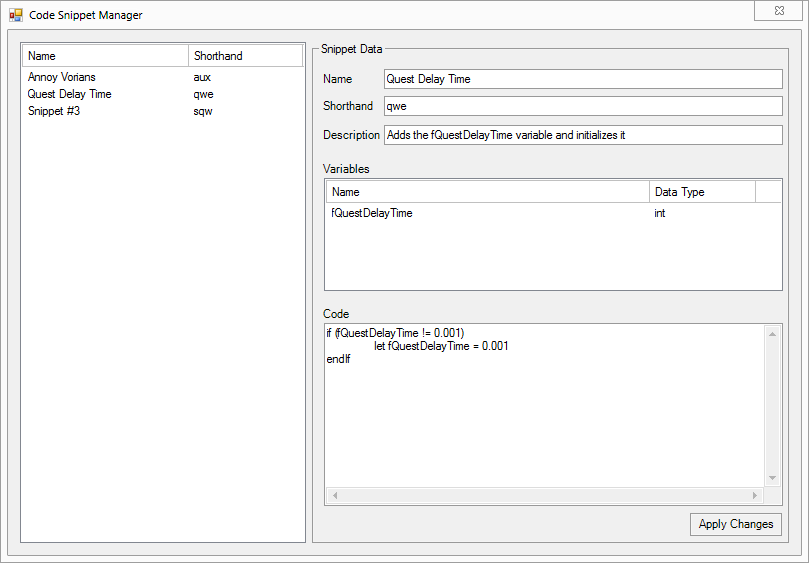 Code Snippet Manager
Name Shorthand
Annoy Vorians aux
Quest Delay Time qwe
Snippet #3 sqw
Snippet Data
Name Quest Delay Time
Shorthand qwe
Description Adds the fQuestDelayTime variable and initializes it
Variables
Name Data Type
fQuestDelayTime int
Code
if (fQuestDelayTime != 0.001)
let fQuestDelayTime = 0.001
endIf
Apply Changes